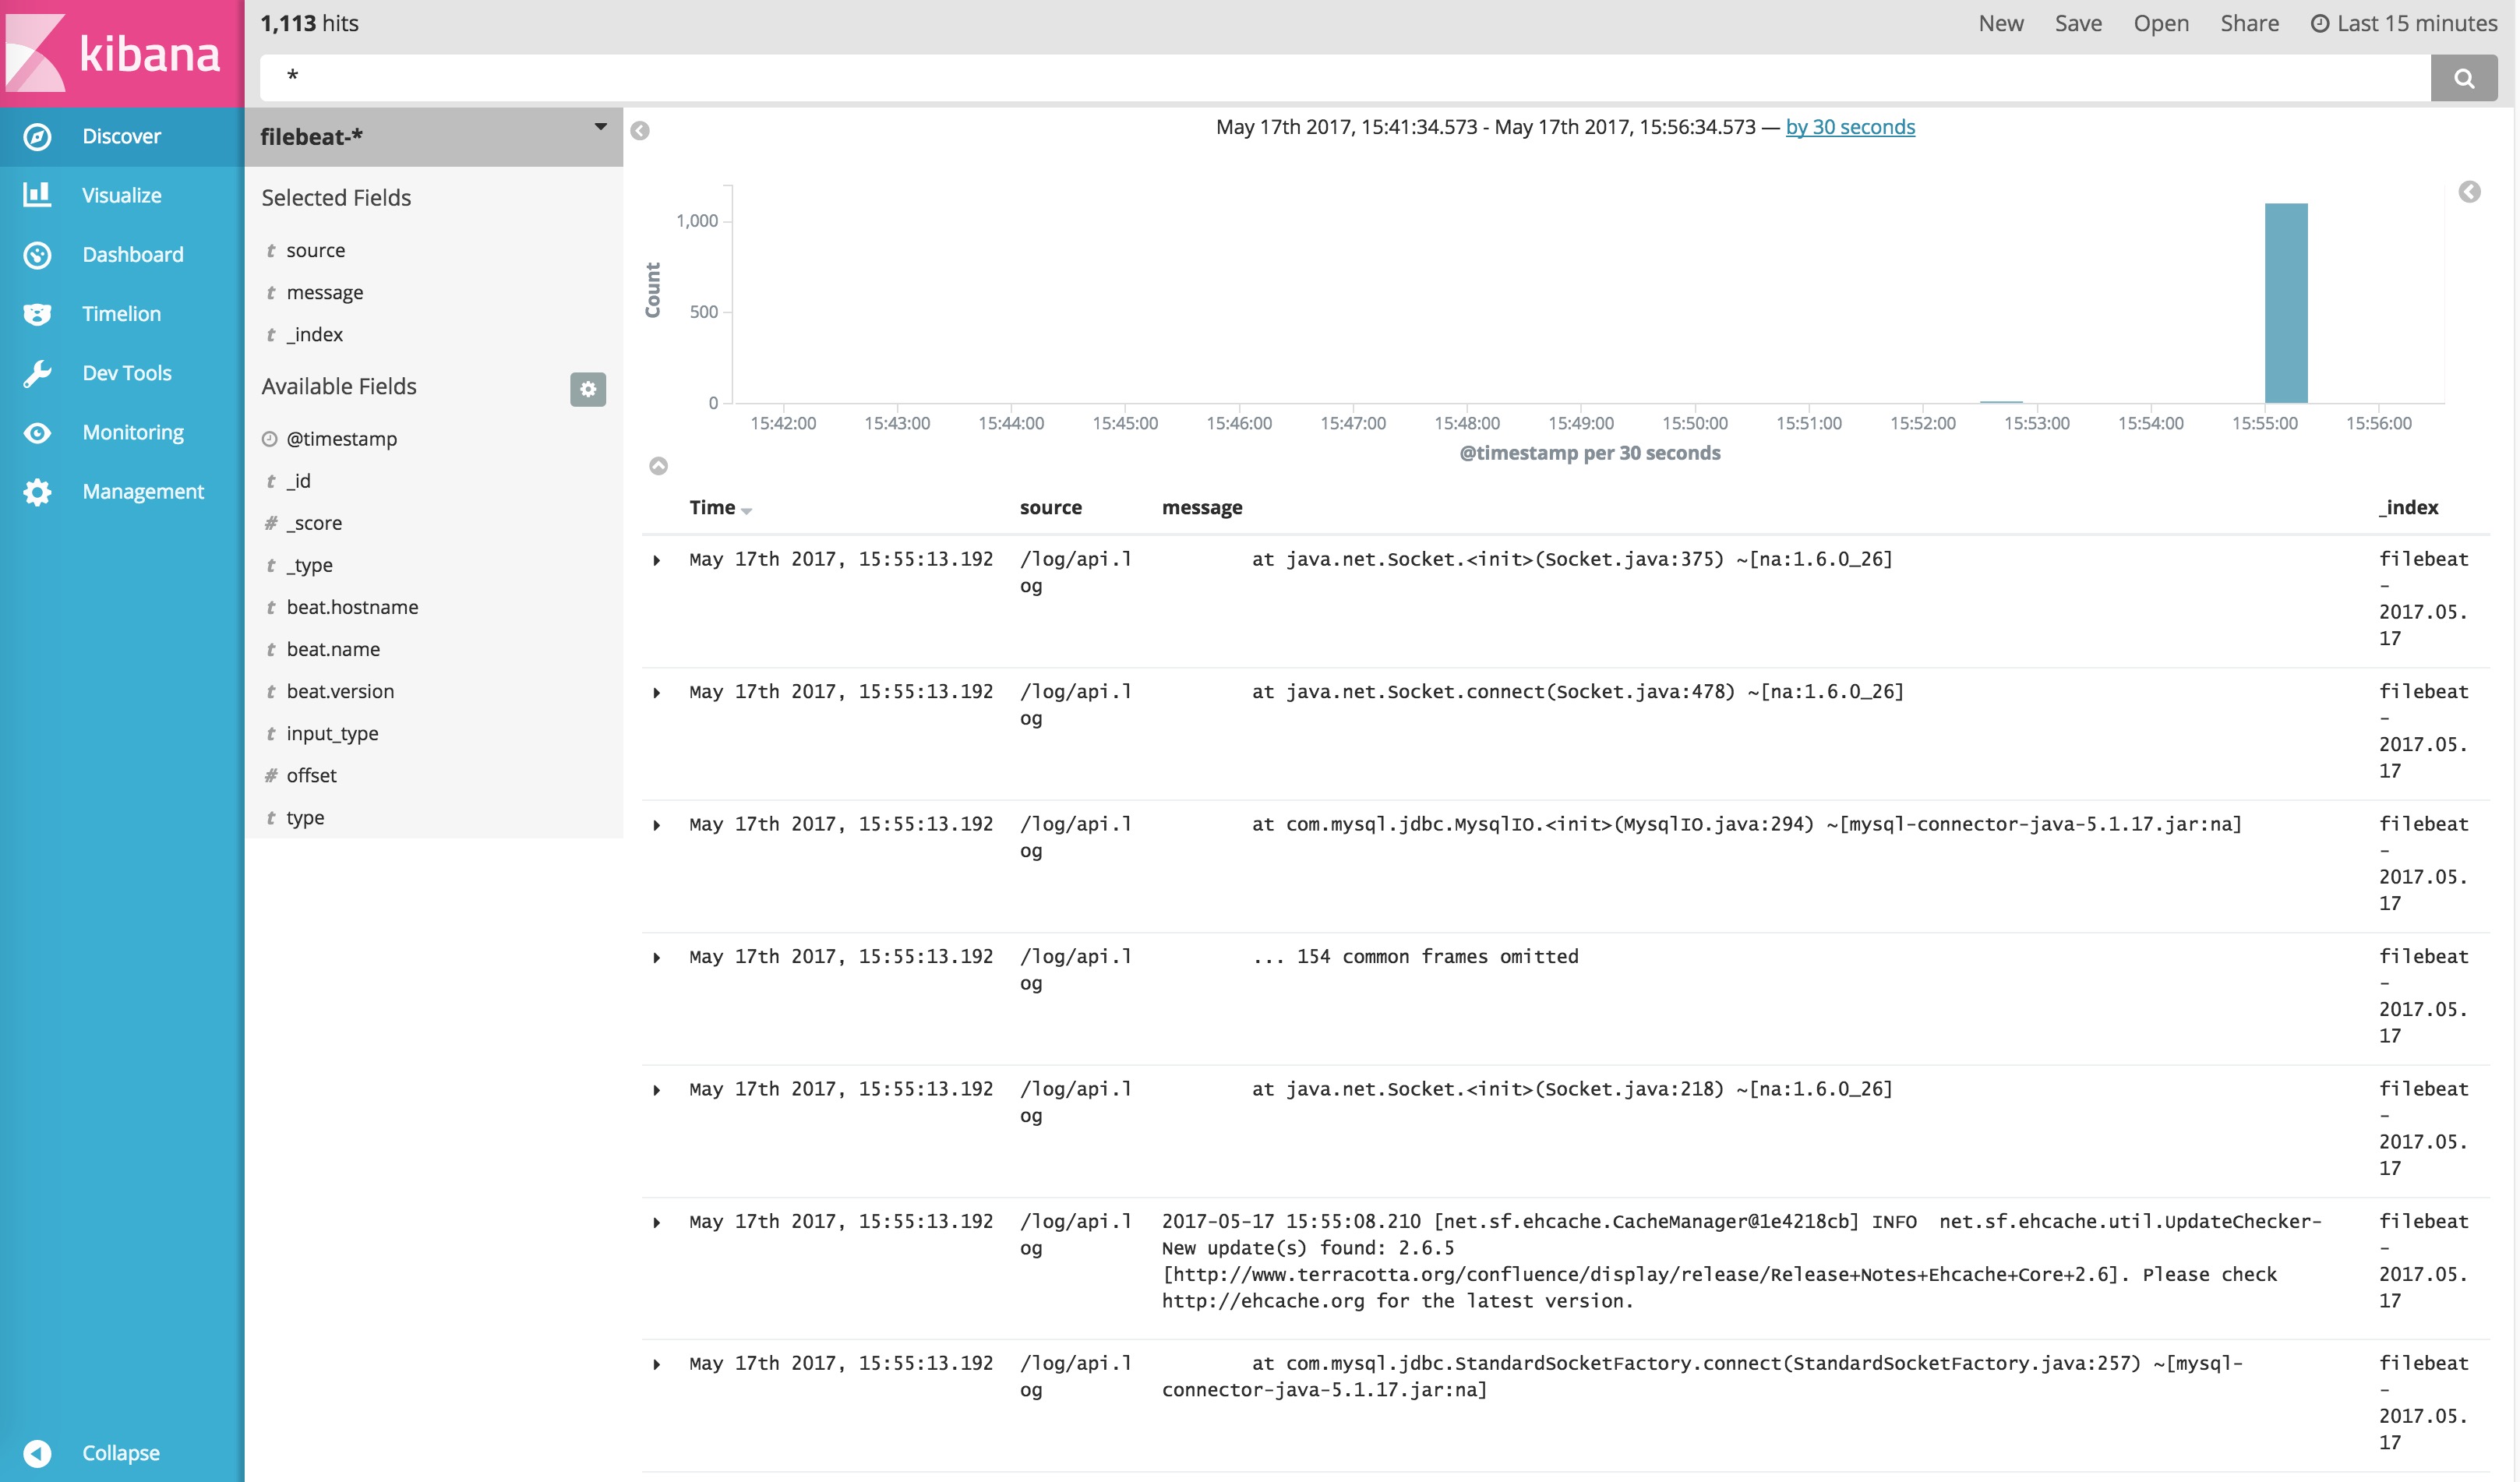 kibana
1,113 hits
New Save Open Share Last 15 minutes
*
Discover
Visualize
Dashboard
Timelion
Dev Tools
Monitoring
Management
Collapse
filebeat-*
Selected Fields
t source
t message
t _index
Available Fields
@timestamp
t _id
# _score
t _type
t beat.hostname
t beat.name
t beat.version
t input_type
# offset
t type
May 17th 2017, 15:41:34.573 - May 17th 2017, 15:56:34.573 — by 30 seconds
Count
1,000
500
0
15:42:00 15:43:00 15:44:00 15:45:00 15:46:00 15:47:00 15:48:00 15:49:00 15:50:00 15:51:00 15:52:00 15:53:00 15:54:00 15:55:00 15:56:00
@timestamp per 30 seconds
Time source message _index
May 17th 2017, 15:55:13.192 /log/api.l at java.net.Socket.<init>(Socket.java:375) ~[na:1.6.0_26] filebeat
og -
2017.05.
17
May 17th 2017, 15:55:13.192 /log/api.l at java.net.Socket.connect(Socket.java:478) ~[na:1.6.0_26] filebeat
og -
2017.05.
17
May 17th 2017, 15:55:13.192 /log/api.l at com.mysql.jdbc.MysqlIO.<init>(MysqlIO.java:294) ~[mysql-connector-java-5.1.17.jar:na] filebeat
og -
2017.05.
17
May 17th 2017, 15:55:13.192 /log/api.l ... 154 common frames omitted filebeat
og -
2017.05.
17
May 17th 2017, 15:55:13.192 /log/api.l at java.net.Socket.<init>(Socket.java:218) ~[na:1.6.0_26] filebeat
og -
2017.05.
17
May 17th 2017, 15:55:13.192 /log/api.l 2017-05-17 15:55:08.210 [net.sf.ehcache.CacheManager@1e4218cb] INFO net.sf.ehcache.util.UpdateChecker- filebeat
og New update(s) found: 2.6.5 -
[http://www.terracotta.org/confluence/display/release/Release+Notes+Ehcache+Core+2.6]. Please check 2017.05.
http://ehcache.org for the latest version. 17
May 17th 2017, 15:55:13.192 /log/api.l at com.mysql.jdbc.StandardSocketFactory.connect(StandardSocketFactory.java:257) ~[mysql- filebeat
og connector-java-5.1.17.jar:na] -
2017.05.
17